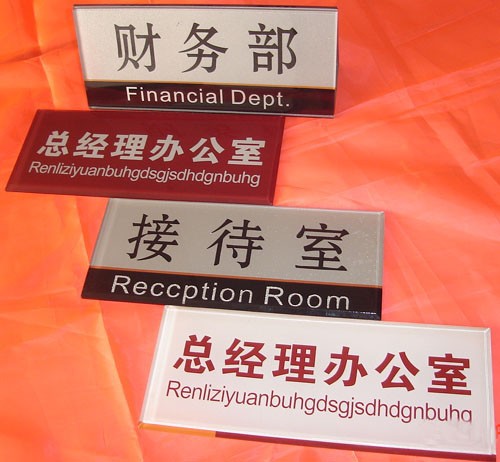 财务部
Financial Dept.
总经理办公室
Renliziyuanbuhgdsgjsdhdgnbuhg
接待室
Reccption Room
总经理办公室
Renliziyuanbuhgdsgjsdhdgnbuhg